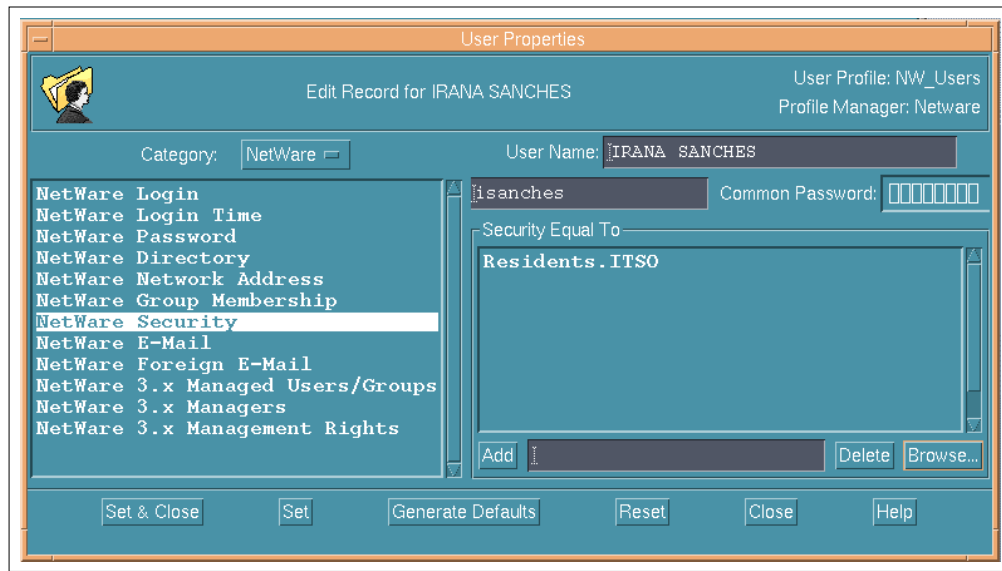 User Properties
Edit Record for IRANA SANCHES
User Profile: NW_Users
Profile Manager: Netware
Category: NetWare
User Name: IRANA SANCHES
isanches
Common Password:
NetWare Login
NetWare Login Time
NetWare Password
NetWare Directory
NetWare Network Address
NetWare Group Membership
NetWare Security
NetWare E-Mail
NetWare Foreign E-Mail
NetWare 3.x Managed Users/Groups
NetWare 3.x Managers
NetWare 3.x Management Rights
Security Equal To
Residents.ITSO
Add
Delete
Browse...
Set & Close
Set
Generate Defaults
Reset
Close
Help